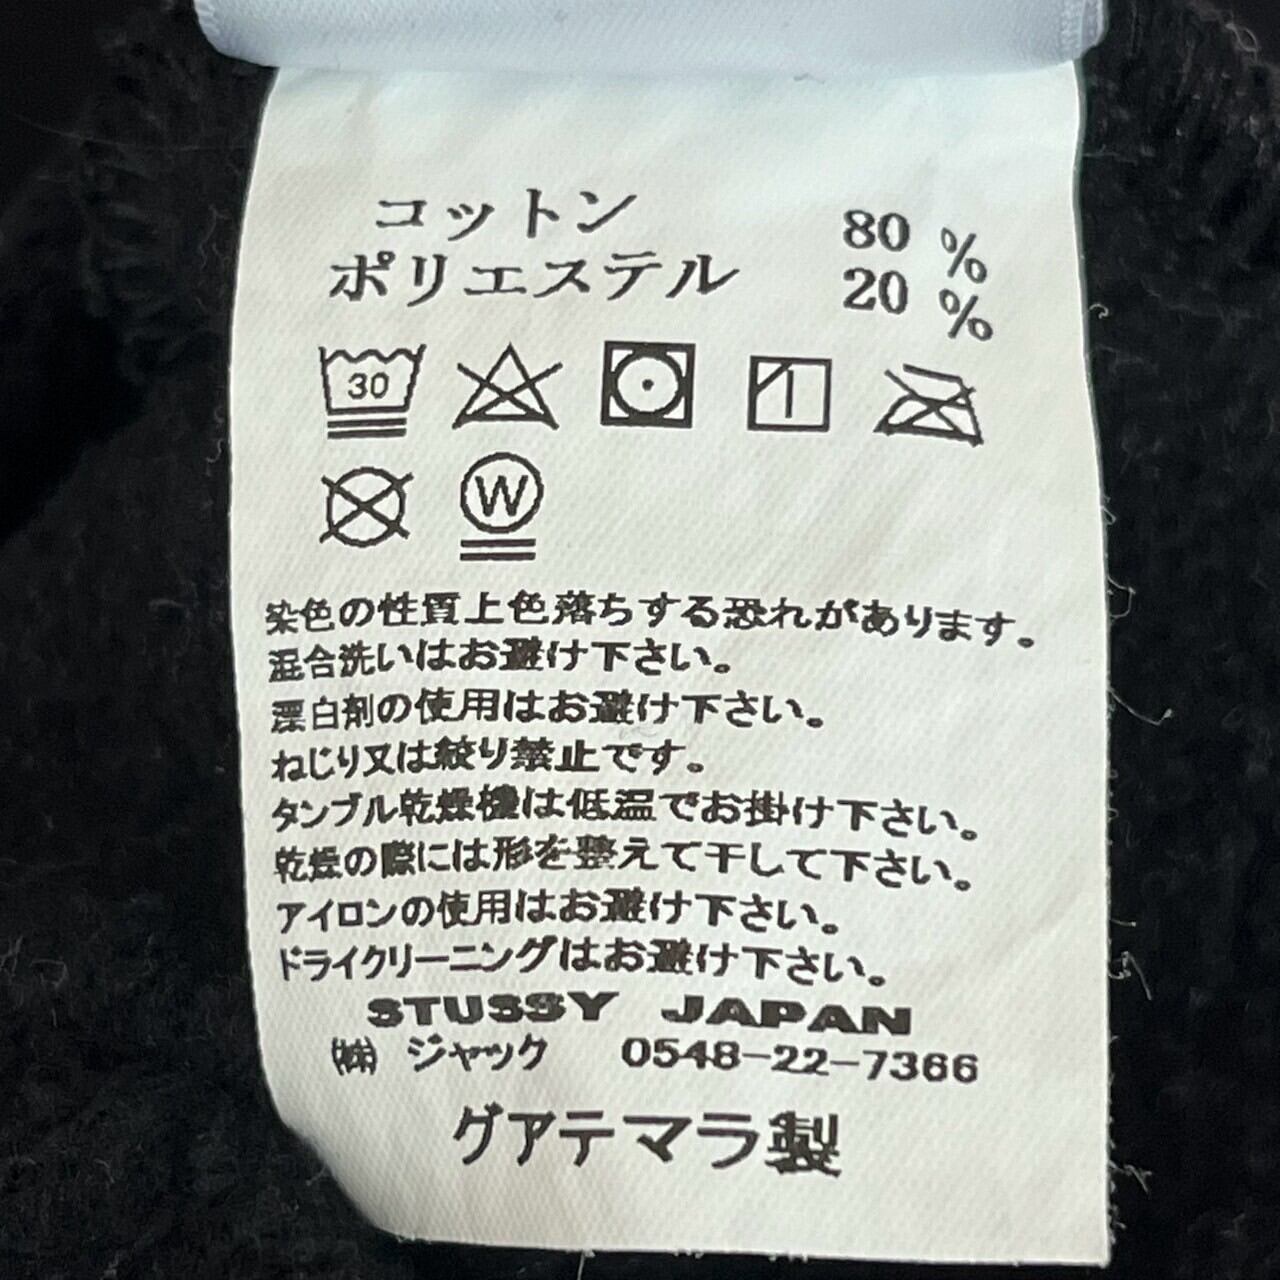 コットン 80 %
ポリエステル 20 %
30
W
染色の性質上色落ちする恐れがあります。
混合洗いはお避け下さい。
漂白剤の使用はお避け下さい。
ねじり又は絞り禁止です。
タンブル乾燥機は低温でお掛け下さい。
乾燥の際には形を整えて干して下さい。
アイロンの使用はお避け下さい。
ドライクリーニングはお避け下さい。
STUSSY JAPAN
㈱ ジャック 0548-22-7366
グアテマラ製